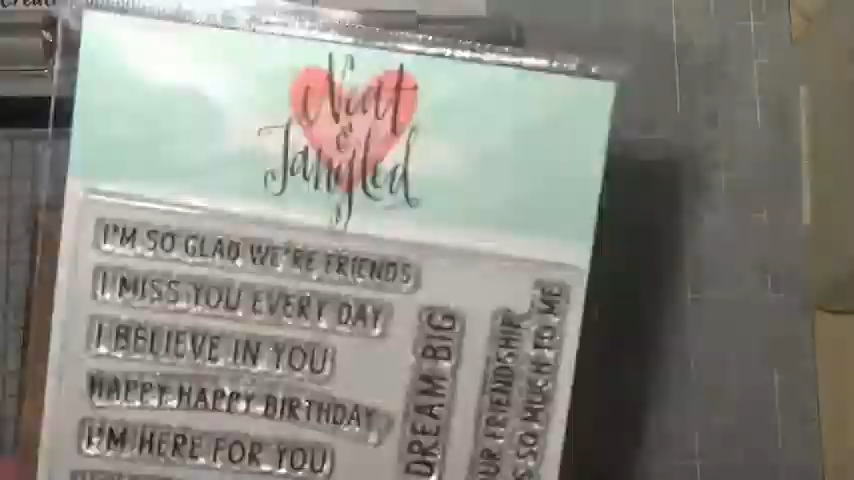 Neat
&
Tangled
I'M SO GLAD WE'RE FRIENDS
I MISS YOU EVERY DAY
I BELIEVE IN YOU
HAPPY HAPPY BIRTHDAY
I'M HERE FOR YOU
DREAM BIG
FRIENDSHIP
SO MUCH TO ME